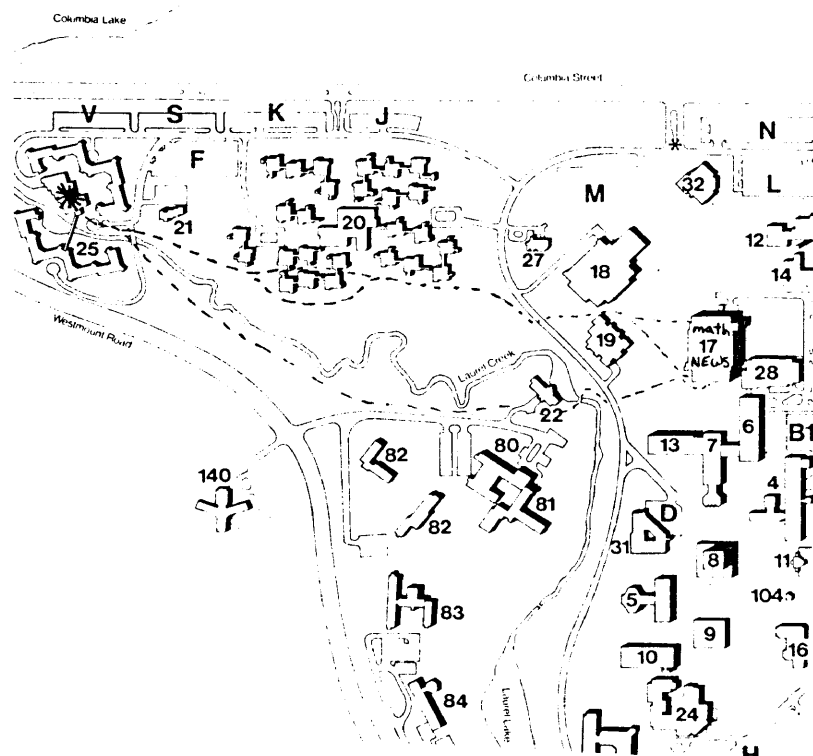 Columbia Lake
Columbia Street
V
S
K
J
N
F
M
32
L
21
20
12
25
27
18
14
Westmount Road
19
math
17
NEWS
28
Laurel Creek
22
6
B1
13
7
82
80
140
81
4
82
D
31
8
11
5
104
83
9
16
10
84
24
Laurel Lake
H